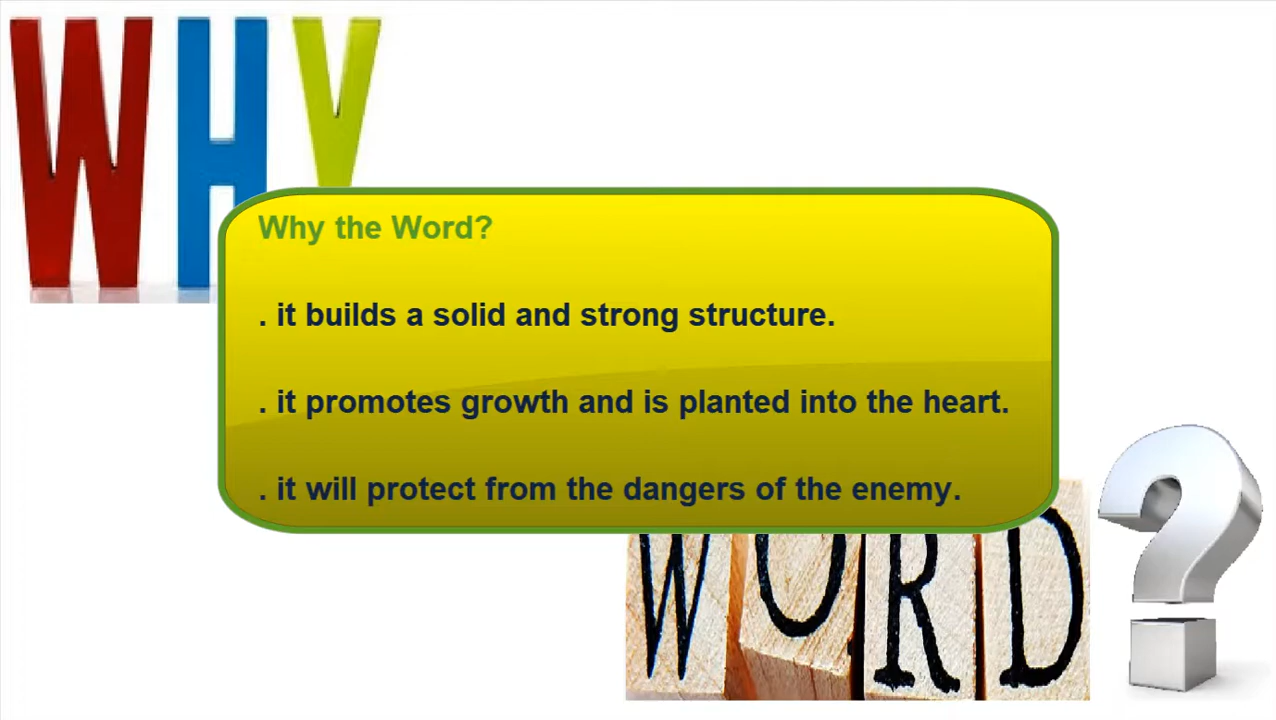 WHY
Why the Word?
. it builds a solid and strong structure.
. it promotes growth and is planted into the heart.
. it will protect from the dangers of the enemy.
WORD
?